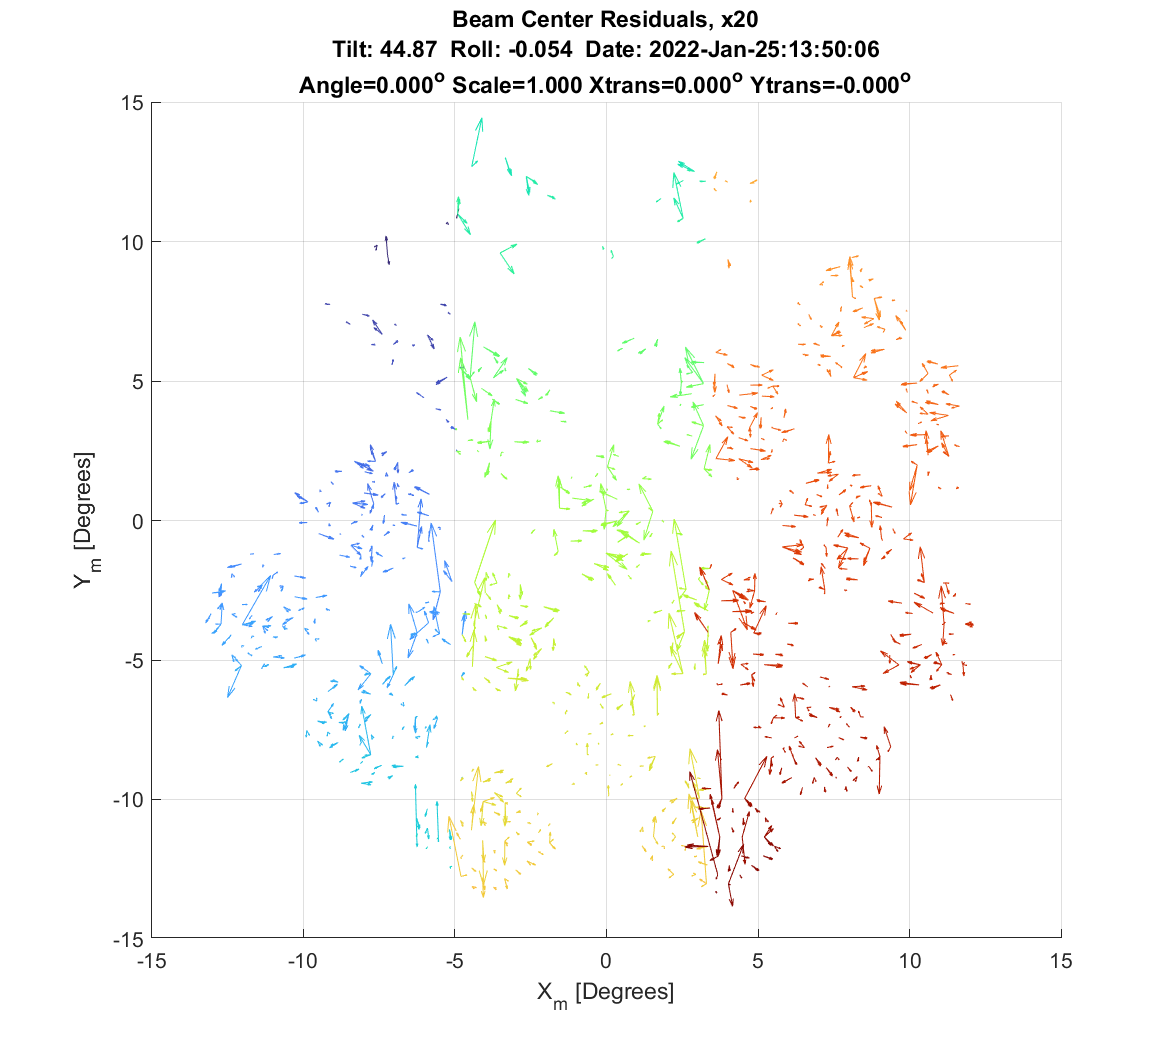 Beam Center Residuals, x20
Tilt: 44.87 Roll: -0.054 Date: 2022-Jan-25:13:50:06
Angle=0.000° Scale=1.000 Xtrans=0.000° Ytrans=-0.000°
15
10
5
0
-5
-10
-15
Y_m [Degrees]
-15 -10 -5 0 5 10 15
X_m [Degrees]